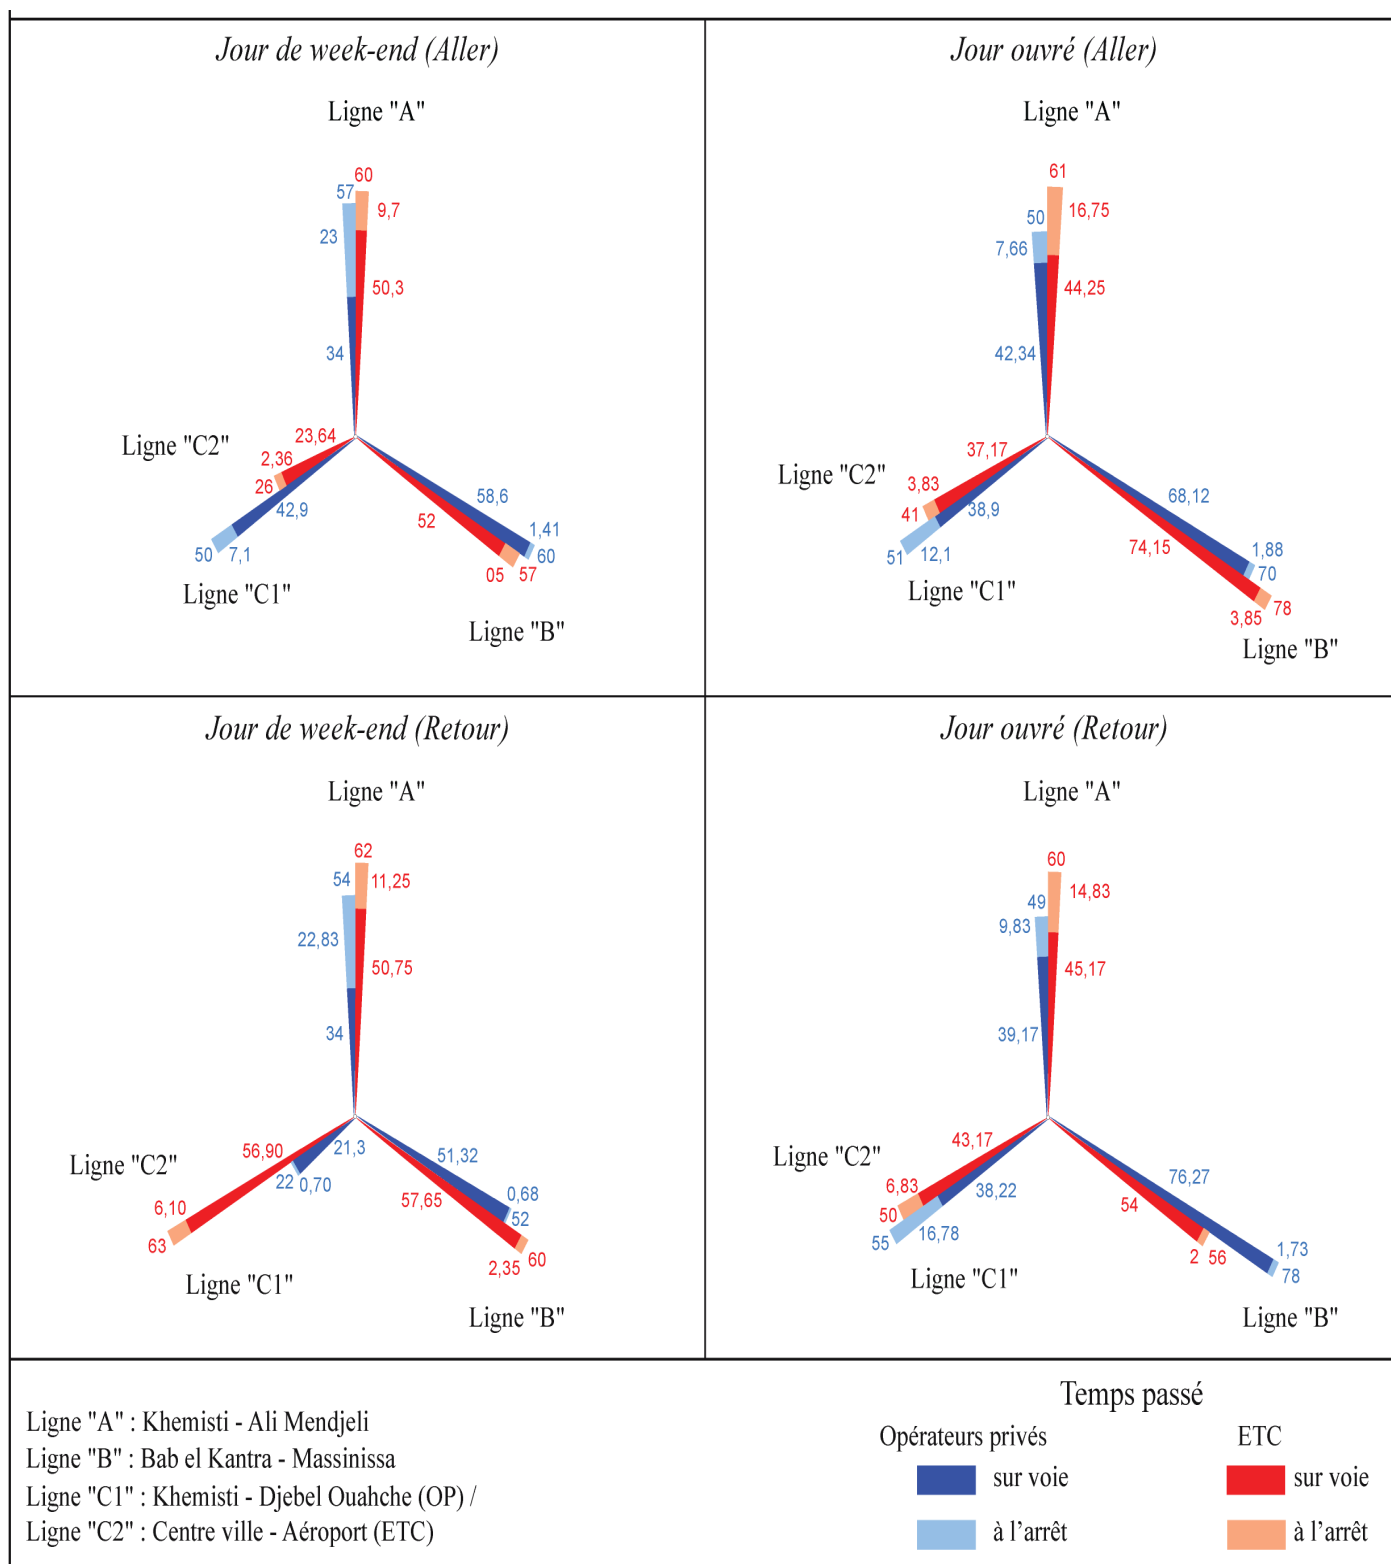 Jour de week-end (Aller)
Ligne "A"
60
57
9,7
23
50,3
34
Ligne "C2"
23,64
2,36
26
42,9
50
7,1
Ligne "C1"
58,6
52
1,41
60
05
57
Ligne "B"
Jour ouvré (Aller)
Ligne "A"
61
50
16,75
7,66
44,25
42,34
Ligne "C2"
37,17
3,83
41
38,9
51
12,1
Ligne "C1"
68,12
74,15
1,88
70
3,85
78
Ligne "B"
Jour de week-end (Retour)
Ligne "A"
62
54
11,25
22,83
50,75
34
Ligne "C2"
56,90
21,3
22
0,70
6,10
63
Ligne "C1"
51,32
57,65
0,68
52
2,35
60
Ligne "B"
Jour ouvré (Retour)
Ligne "A"
60
49
14,83
9,83
45,17
39,17
Ligne "C2"
43,17
6,83
50
38,22
55
16,78
Ligne "C1"
76,27
54
2
56
1,73
78
Ligne "B"
Ligne "A" : Khemisti - Ali Mendjeli
Ligne "B" : Bab el Kantra - Massinissa
Ligne "C1" : Khemisti - Djebel Ouahche (OP) /
Ligne "C2" : Centre ville - Aéroport (ETC)
Temps passé
Opérateurs privés
ETC
sur voie
sur voie
à l’arrêt
à l’arrêt